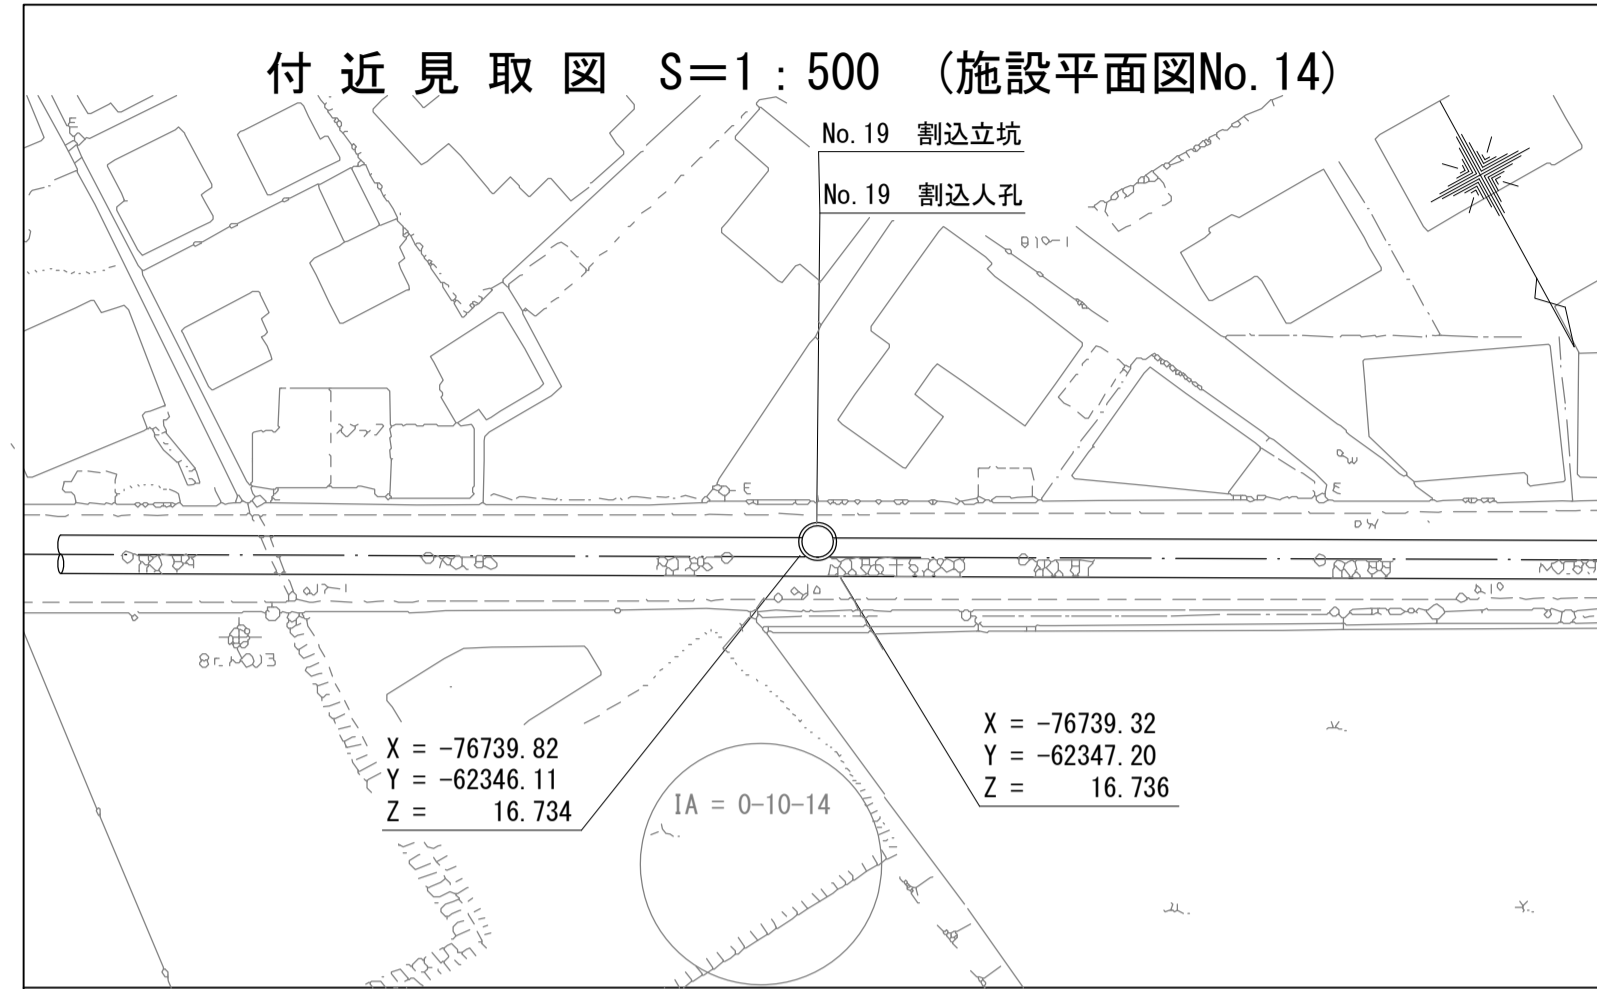 付近見取図 S=1：500 （施設平面図No.14）
No.19 割込立坑
No.19 割込人孔
E
E
E
X = -76739.82
Y = -62346.11
Z = 16.734
X = -76739.32
Y = -62347.20
Z = 16.736
IA = 0-10-14